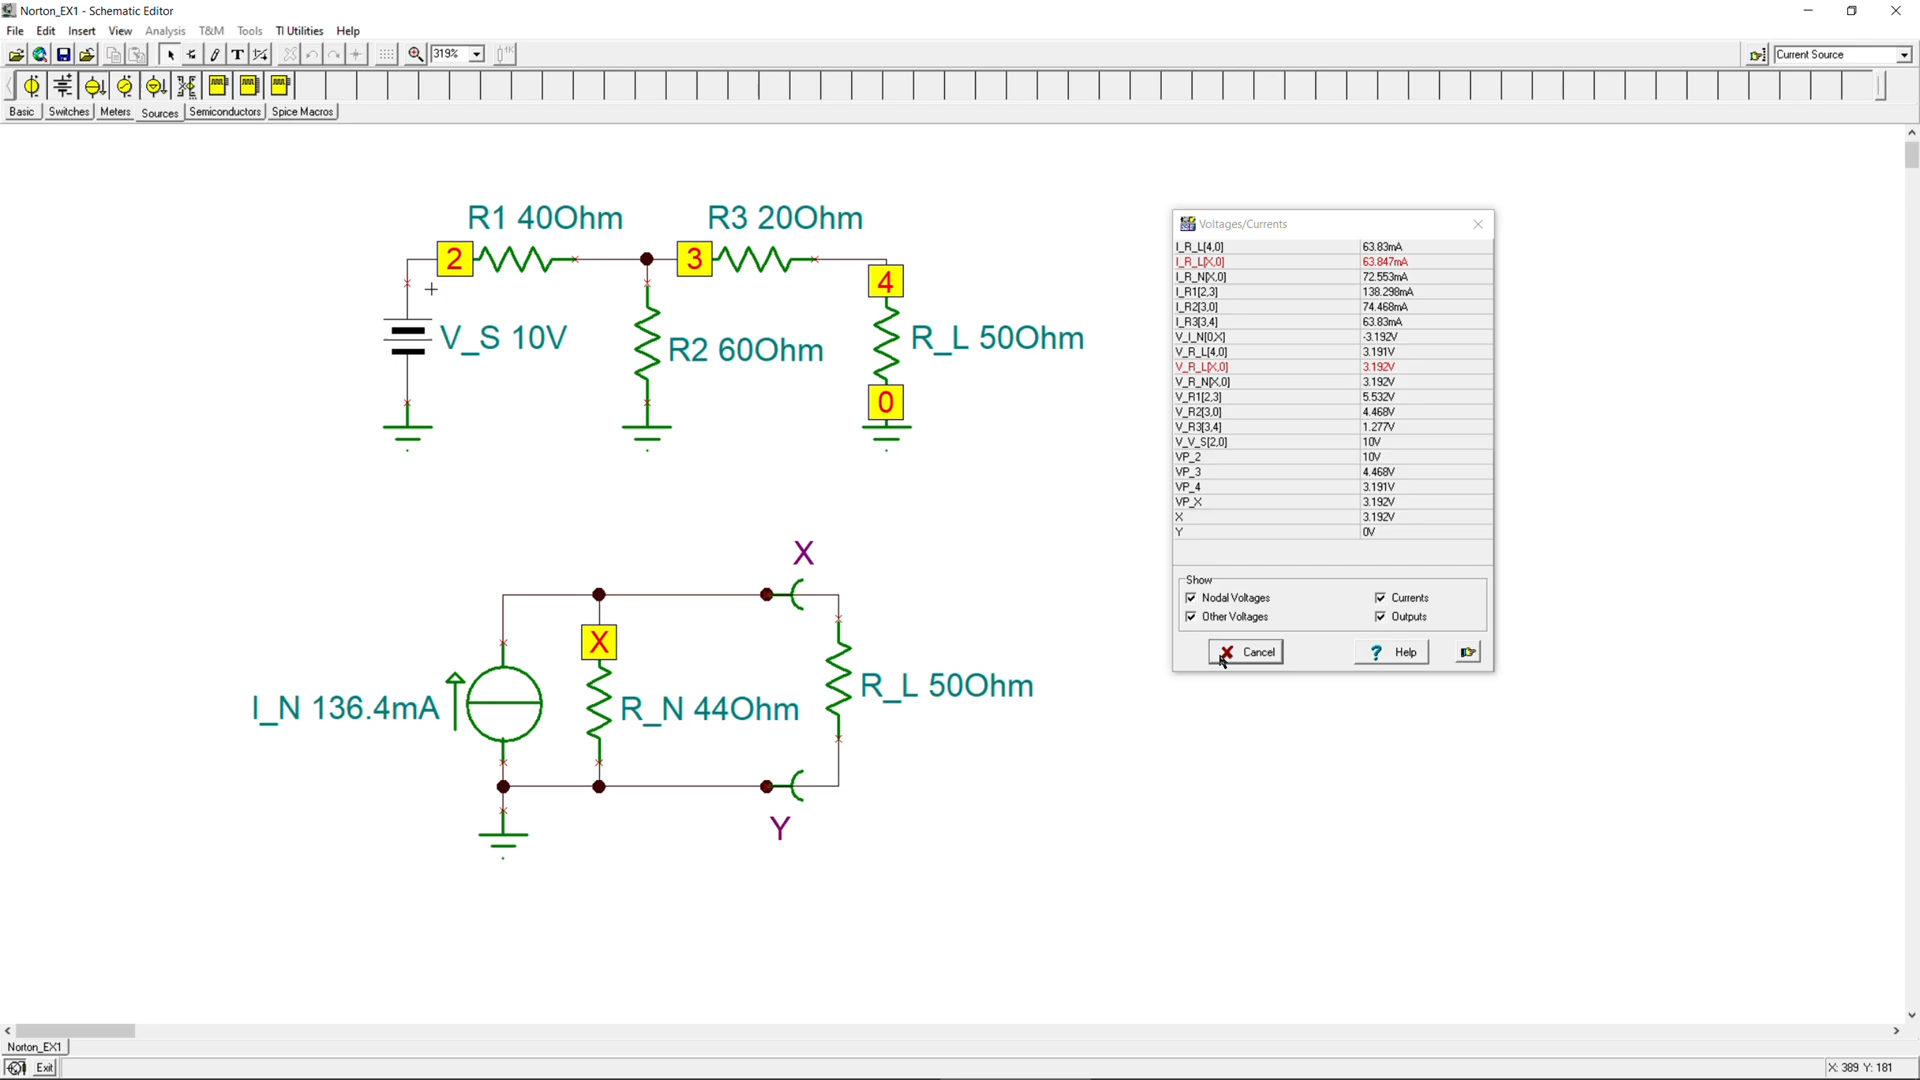 Norton_EX1 - Schematic Editor
File Edit Insert View Analysis T&M Tools TI Utilities Help
319% Current Source
Basic Switches Meters Sources Semiconductors Spice Macros
R1 40Ohm R3 20Ohm
2 3
4
V_S 10V R2 60Ohm R_L 50Ohm
0
X
X
I_N 136.4mA R_N 44Ohm R_L 50Ohm
Y
Voltages/Currents
I_R_L[4,0] 63.83mA
I_R_L[X,0] 63.847mA
I_R_N[X,0] 72.553mA
I_R1[2,3] 138.298mA
I_R2[3,0] 74.468mA
I_R3[3,4] 63.83mA
V_I_N[0,X] -3.192V
V_R_L[4,0] 3.191V
V_R_L[X,0] 3.192V
V_R_N[X,0] 3.192V
V_R1[2,3] 5.532V
V_R2[3,0] 4.468V
V_R3[3,4] 1.277V
V_V_S[2,0] 10V
VP_2 10V
VP_3 4.468V
VP_4 3.191V
VP_X 3.192V
X 3.192V
Y 0V
Show
Nodal Voltages Currents
Other Voltages Outputs
Cancel ? Help
Norton_EX1
Exit X: 389 Y: 181